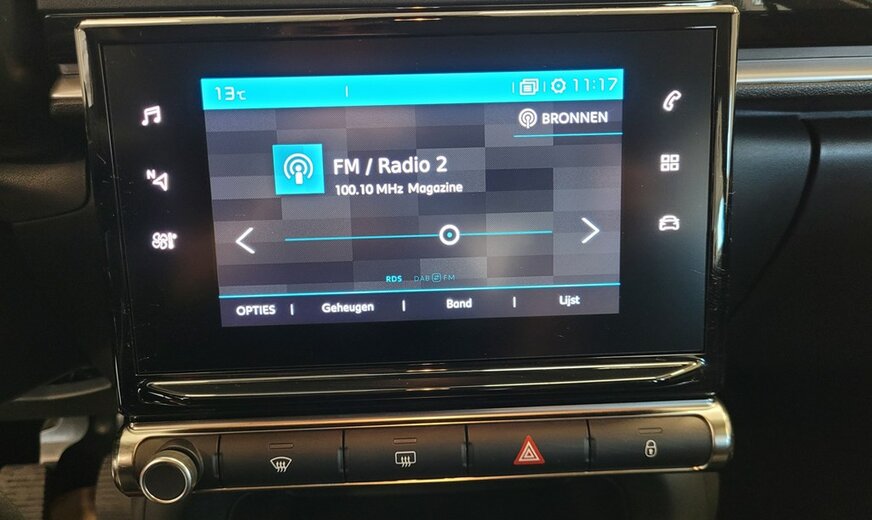 13°C
11:17
BRONNEN
FM / Radio 2
100.10 MHz Magazine
N
RDS DAB FM
OPTIES | Geheugen | Band | Lijst